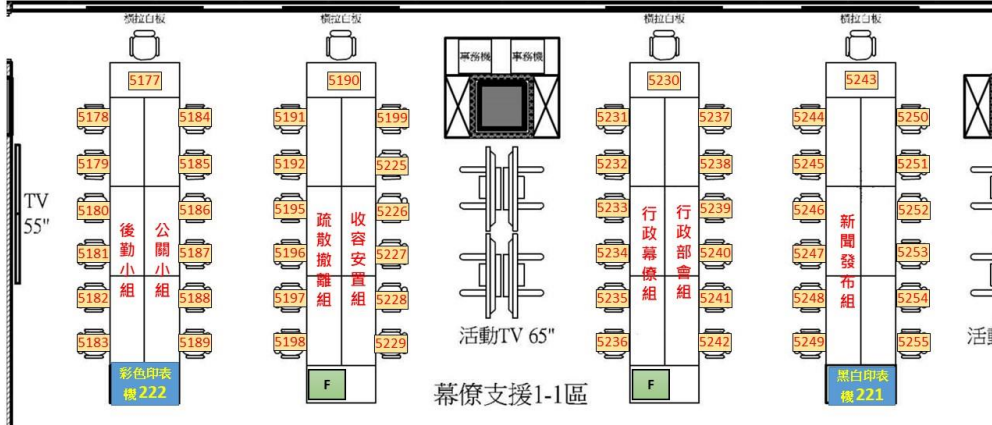 橫拉白板
橫拉白板
橫拉白板
橫拉白板
5177
5190
事務機 事務機
5230
5243
5178 5184
5191 5199
5231 5237
5244 5250
5179 5185
5192 5225
5232 5238
5245 5251
5180 5186
5195 5226
5233 5239
5246 5252
5181 5187
5196 5227
5234 5240
5247 5253
5182 5188
5197 5228
5235 5241
5248 5254
5183 5189
5198 5229
5236 5242
5249 5255
TV
55"
後勤小組
公關小組
疏散撤離組
收容安置組
行政幕僚組
行政部會組
新聞發布組
活動TV 65"
活動
彩色印表
機222
F
幕僚支援1-1區
F
黑白印表
機221